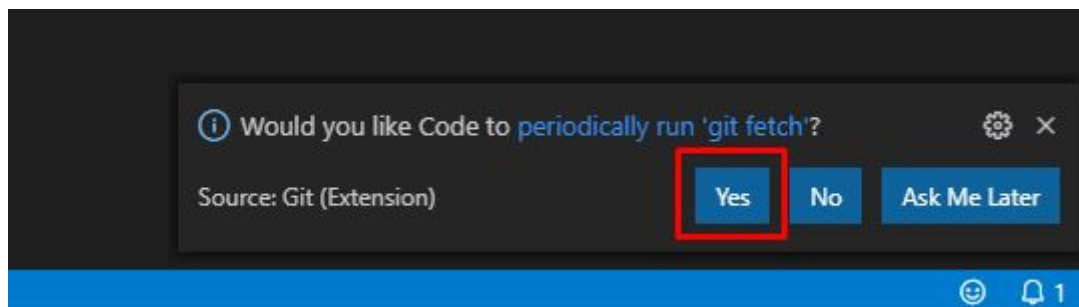 Would you like Code to periodically run 'git fetch'?
Source: Git (Extension)
Yes
No
Ask Me Later
1